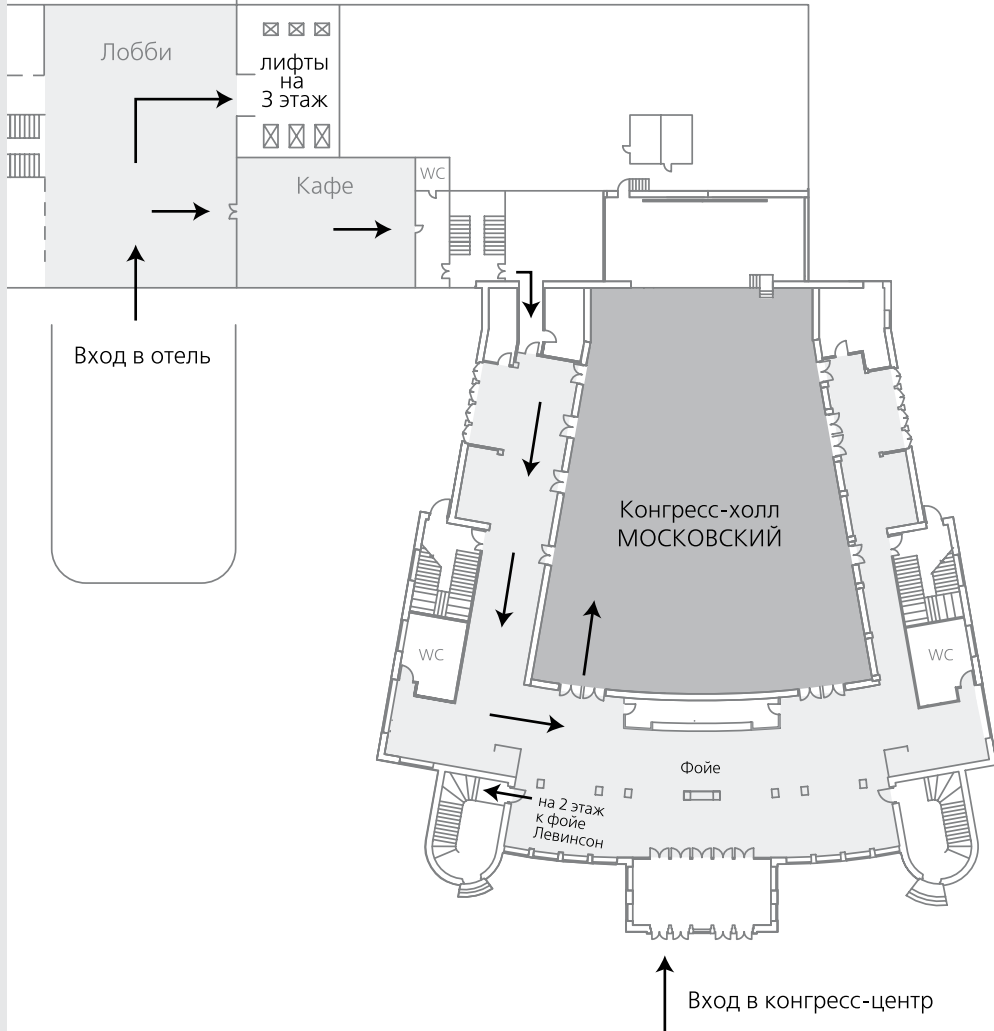 Лобби
лифты
на
3 этаж
Кафе
WC
Вход в отель
Конгресс-холл
МОСКОВСКИЙ
WC
WC
Фойе
на 2 этаж
к фойе
Левинсон
Вход в конгресс-центр